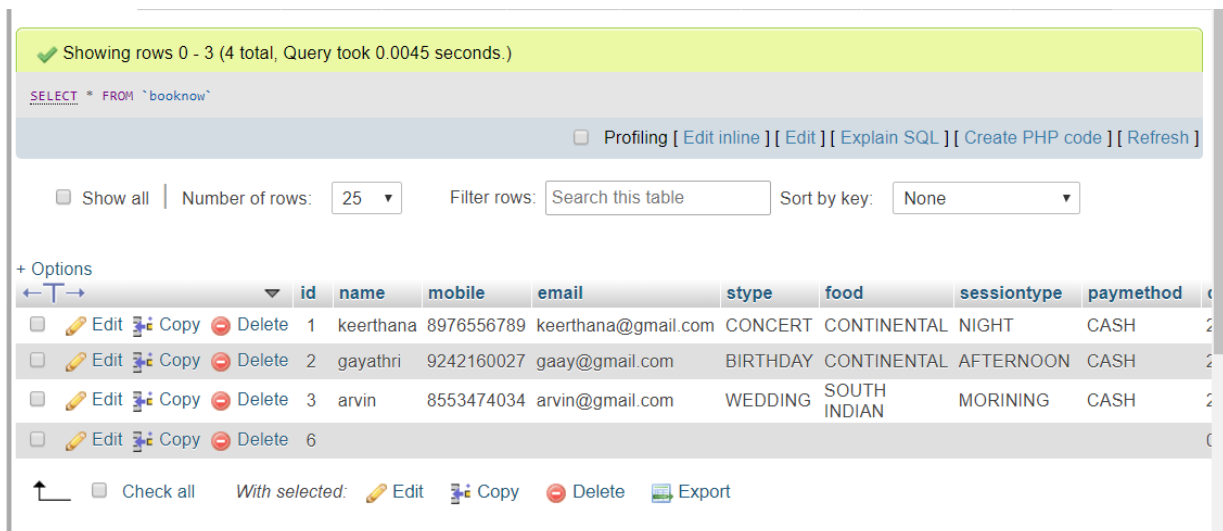 Showing rows 0 - 3 (4 total, Query took 0.0045 seconds.)
SELECT * FROM `booknow`
Profiling [ Edit inline ] [ Edit ] [ Explain SQL ] [ Create PHP code ] [ Refresh ]
Show all | Number of rows: 25 Filter rows: Search this table Sort by key: None
+ Options
←T→ id name mobile email stype food sessiontype paymethod
Edit Copy Delete 1 keerthana 8976556789 keerthana@gmail.com CONCERT CONTINENTAL NIGHT CASH 2
Edit Copy Delete 2 gayathri 9242160027 gaay@gmail.com BIRTHDAY CONTINENTAL AFTERNOON CASH 2
Edit Copy Delete 3 arvin 8553474034 arvin@gmail.com WEDDING SOUTH INDIAN MORINING CASH 2
Edit Copy Delete 6
Check all With selected: Edit Copy Delete Export